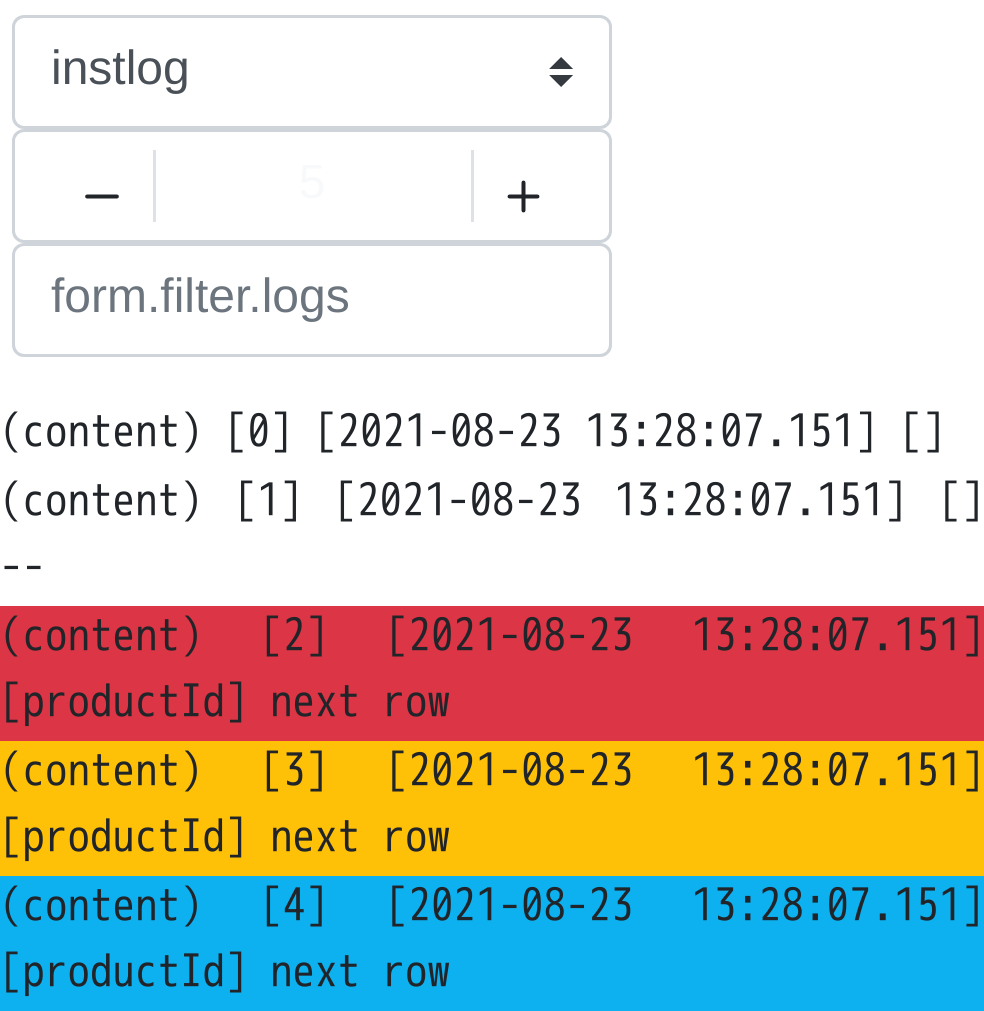 instlog
5
form.filter.logs
(content) [0] [2021-08-23 13:28:07.151] []
(content) [1] [2021-08-23 13:28:07.151] []
--
(content) [2] [2021-08-23 13:28:07.151]
[productId] next row
(content) [3] [2021-08-23 13:28:07.151]
[productId] next row
(content) [4] [2021-08-23 13:28:07.151]
[productId] next row